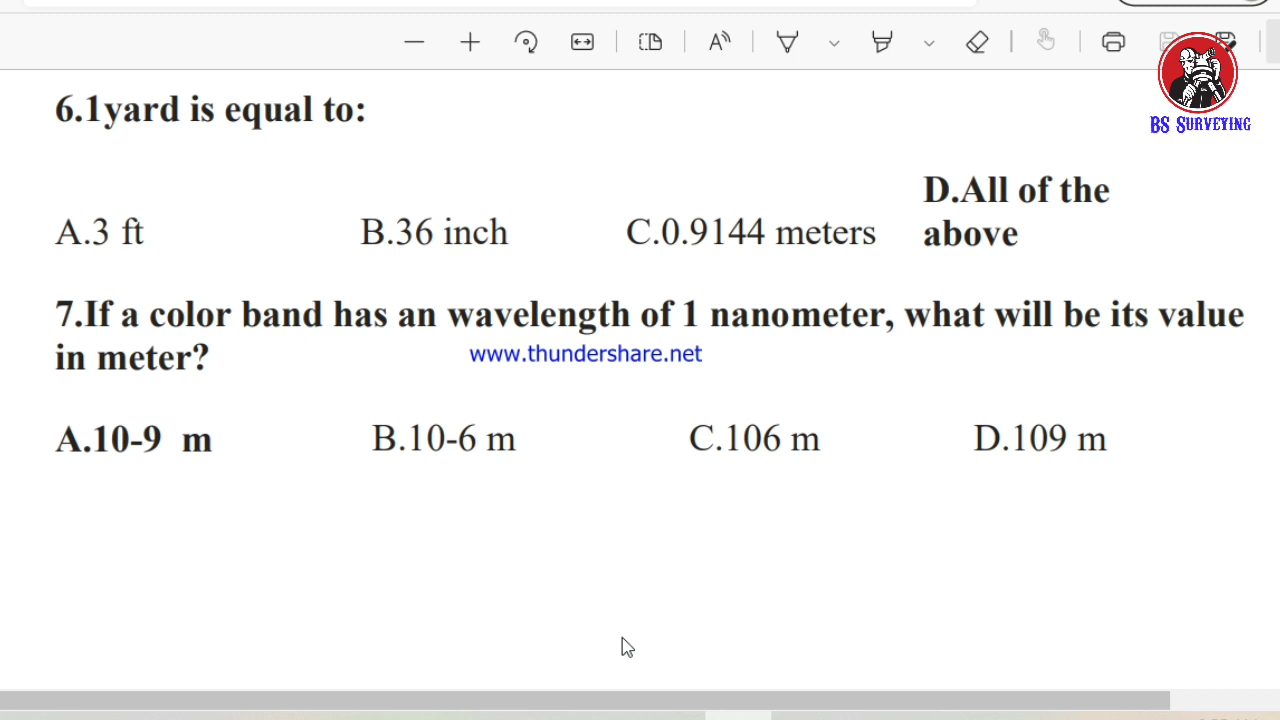 BS SURVEYING
6.1yard is equal to:
A.3 ft B.36 inch C.0.9144 meters D.All of the above
7.If a color band has an wavelength of 1 nanometer, what will be its value
in meter?
www.thundershare.net
A.10-9 m B.10-6 m C.106 m D.109 m